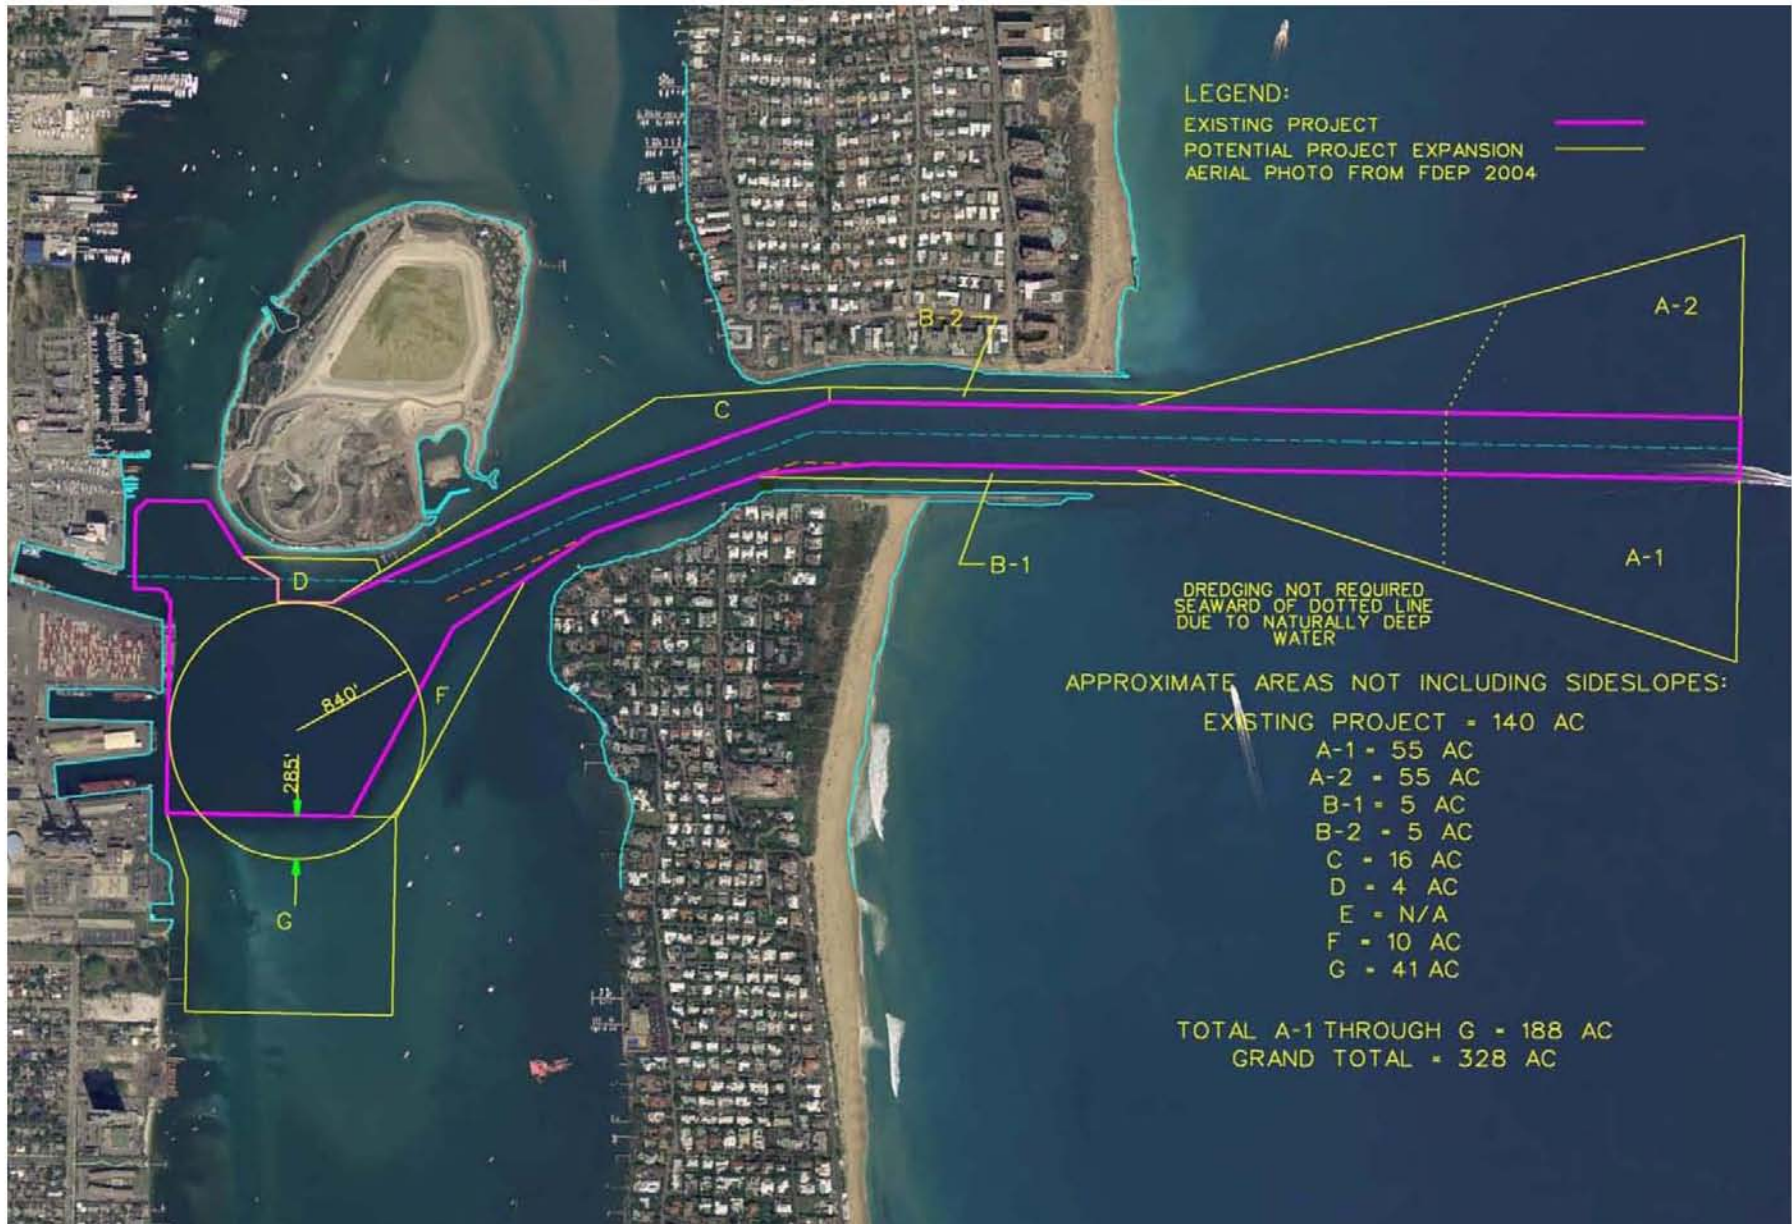 LEGEND:
EXISTING PROJECT
POTENTIAL PROJECT EXPANSION
AERIAL PHOTO FROM FDEP 2004
A-2
B-2
C
D
B-1
A-1
DREDGING NOT REQUIRED
SEAWARD OF DOTTED LINE
DUE TO NATURALLY DEEP
WATER
840'
F
285'
G
APPROXIMATE AREAS NOT INCLUDING SIDESLOPES:
EXISTING PROJECT = 140 AC
A-1 = 55 AC
A-2 = 55 AC
B-1 = 5 AC
B-2 = 5 AC
C = 16 AC
D = 4 AC
E = N/A
F = 10 AC
G = 41 AC
TOTAL A-1 THROUGH G = 188 AC
GRAND TOTAL = 328 AC